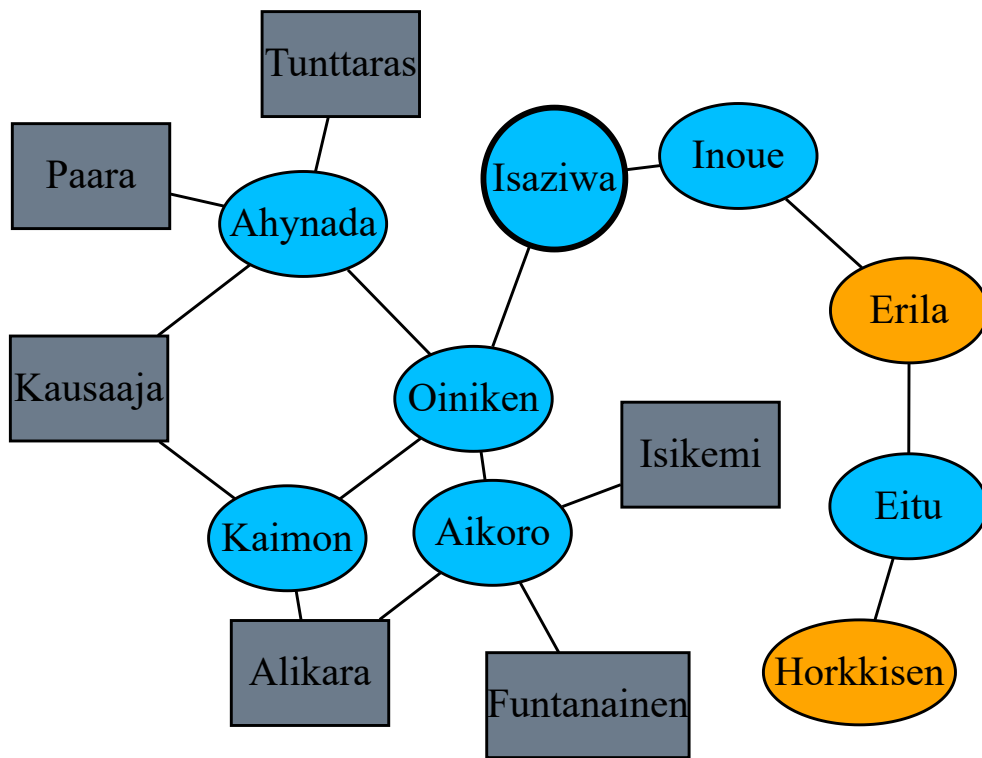 Tunttaras
Paara
Isaziwa
Inoue
Ahynada
Erila
Kausaaja
Oiniken
Isikemi
Eitu
Kaimon
Aikoro
Alikara
Funtanainen
Horkkisen